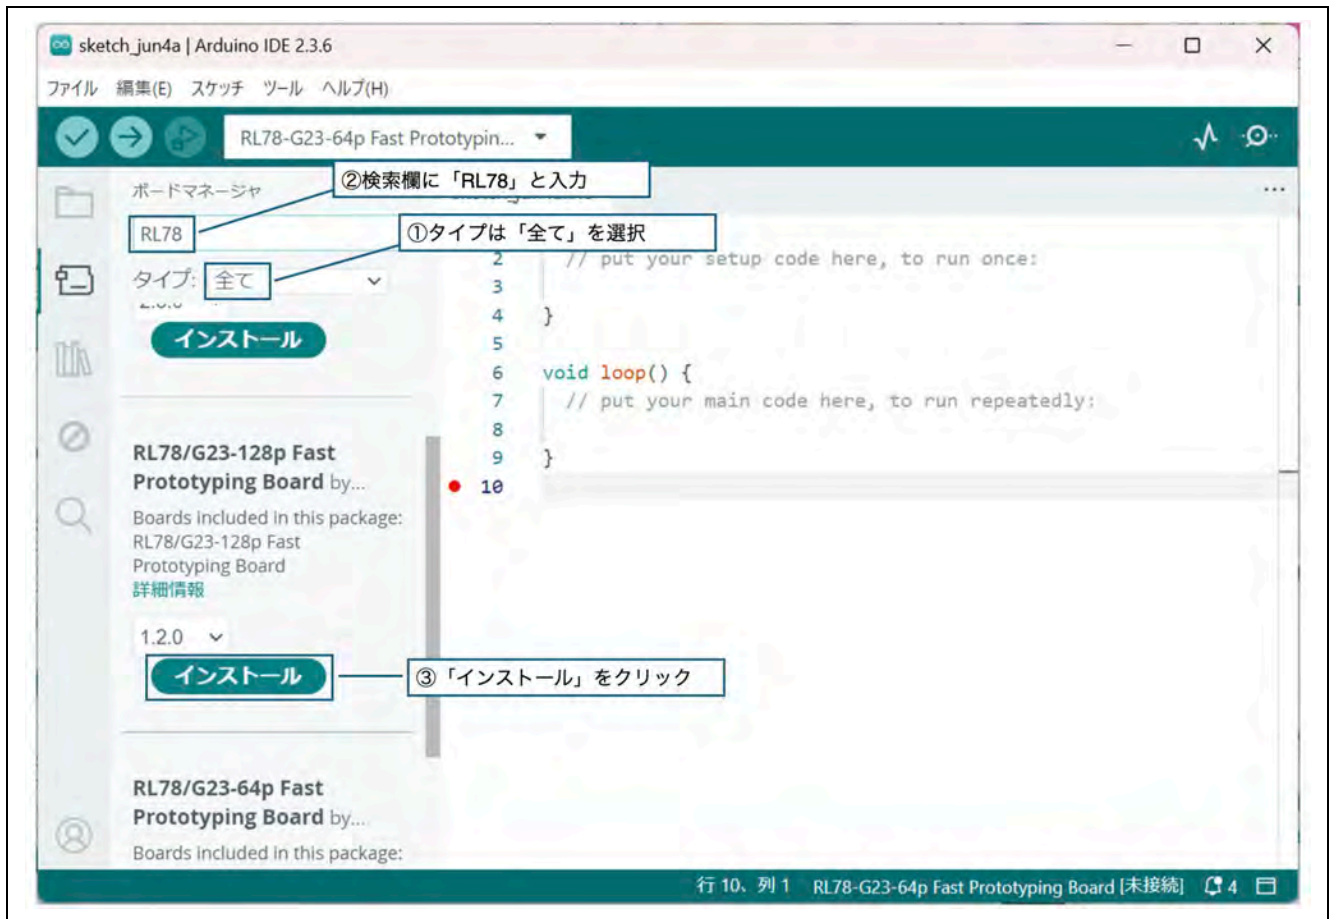 sketch_jun4a | Arduino IDE 2.3.6
ファイル 編集(E) スケッチ ツール ヘルプ(H)
RL78-G23-64p Fast Prototypin...
ボードマネージャ
②検索欄に「RL78」と入力
RL78
①タイプは「全て」を選択
タイプ: 全て
インストール
2 // put your setup code here, to run once:
3
4 }
5
6 void loop() {
7 // put your main code here, to run repeatedly:
8
9 }
10
RL78/G23-128p Fast
Prototyping Board by...
Boards included in this package:
RL78/G23-128p Fast
Prototyping Board
詳細情報
1.2.0
インストール
③「インストール」をクリック
RL78/G23-64p Fast
Prototyping Board by...
Boards included in this package:
行 10、列 1 RL78-G23-64p Fast Prototyping Board [未接続] 4